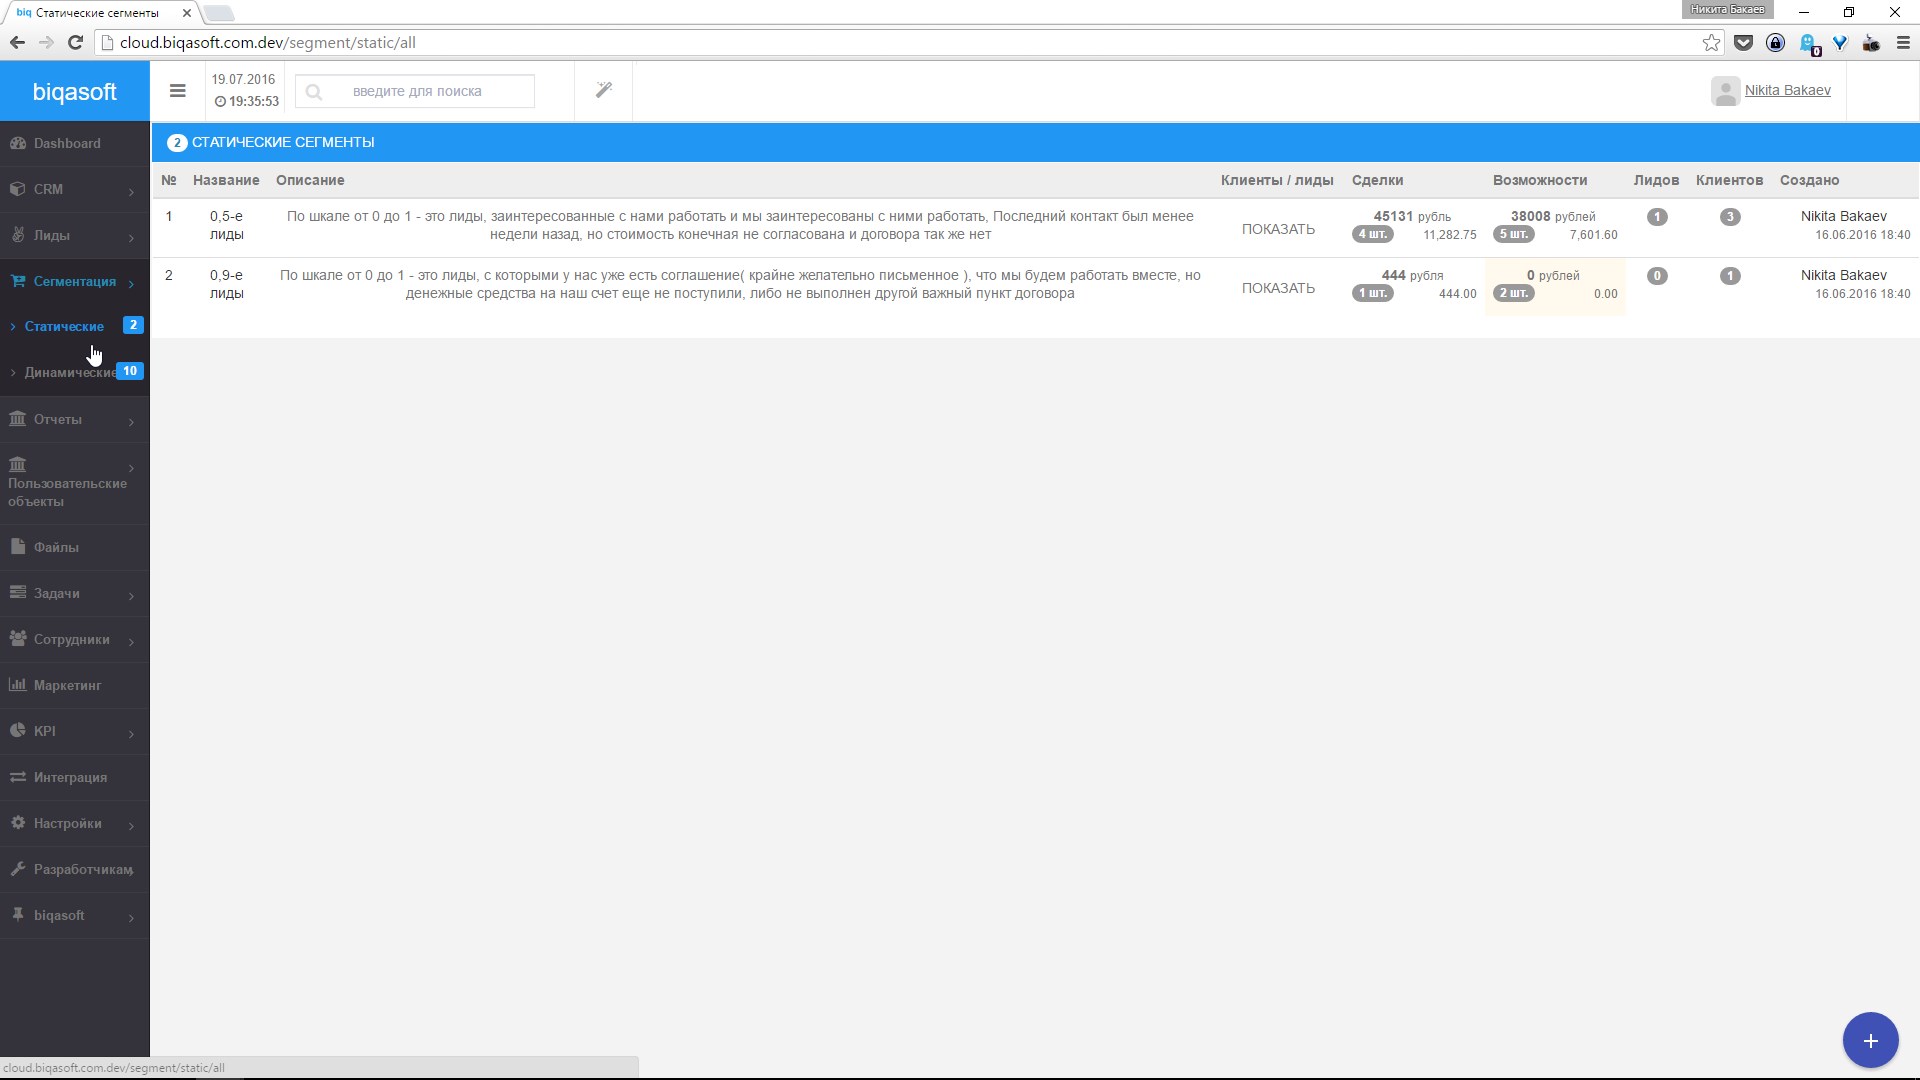 biq Статические сегменты
Никита Бакаев
cloud.biqasoft.com.dev/segment/static/all
0
biqasoft
19.07.2016
19:35:53
введите для поиска
Nikita Bakaev
Dashboard
CRM
Лиды
Сегментация
Статические 2
Динамические 10
Отчеты
Пользовательские
объекты
Файлы
Задачи
Сотрудники
Маркетинг
KPI
Интеграция
Настройки
Разработчикам
biqasoft
2 СТАТИЧЕСКИЕ СЕГМЕНТЫ
№ Название Описание Клиенты / лиды Сделки Возможности Лидов Клиентов Создано
1 0,5-е По шкале от 0 до 1 - это лиды, заинтересованные с нами работать и мы заинтересованы с ними работать, Последний контакт был менее ПОКАЗАТЬ 45131 рубль 38008 рублей 1 3 Nikita Bakaev
лиды недели назад, но стоимость конечная не согласована и договора так же нет 4 шт. 11,282.75 5 шт. 7,601.60 16.06.2016 18:40
2 0,9-е По шкале от 0 до 1 - это лиды, с которыми у нас уже есть соглашение( крайне желательно письменное ), что мы будем работать вместе, но ПОКАЗАТЬ 444 рубля 0 рублей 0 1 Nikita Bakaev
лиды денежные средства на наш счет еще не поступили, либо не выполнен другой важный пункт договора 1 шт. 444.00 2 шт. 0.00 16.06.2016 18:40
cloud.biqasoft.com.dev/segment/static/all